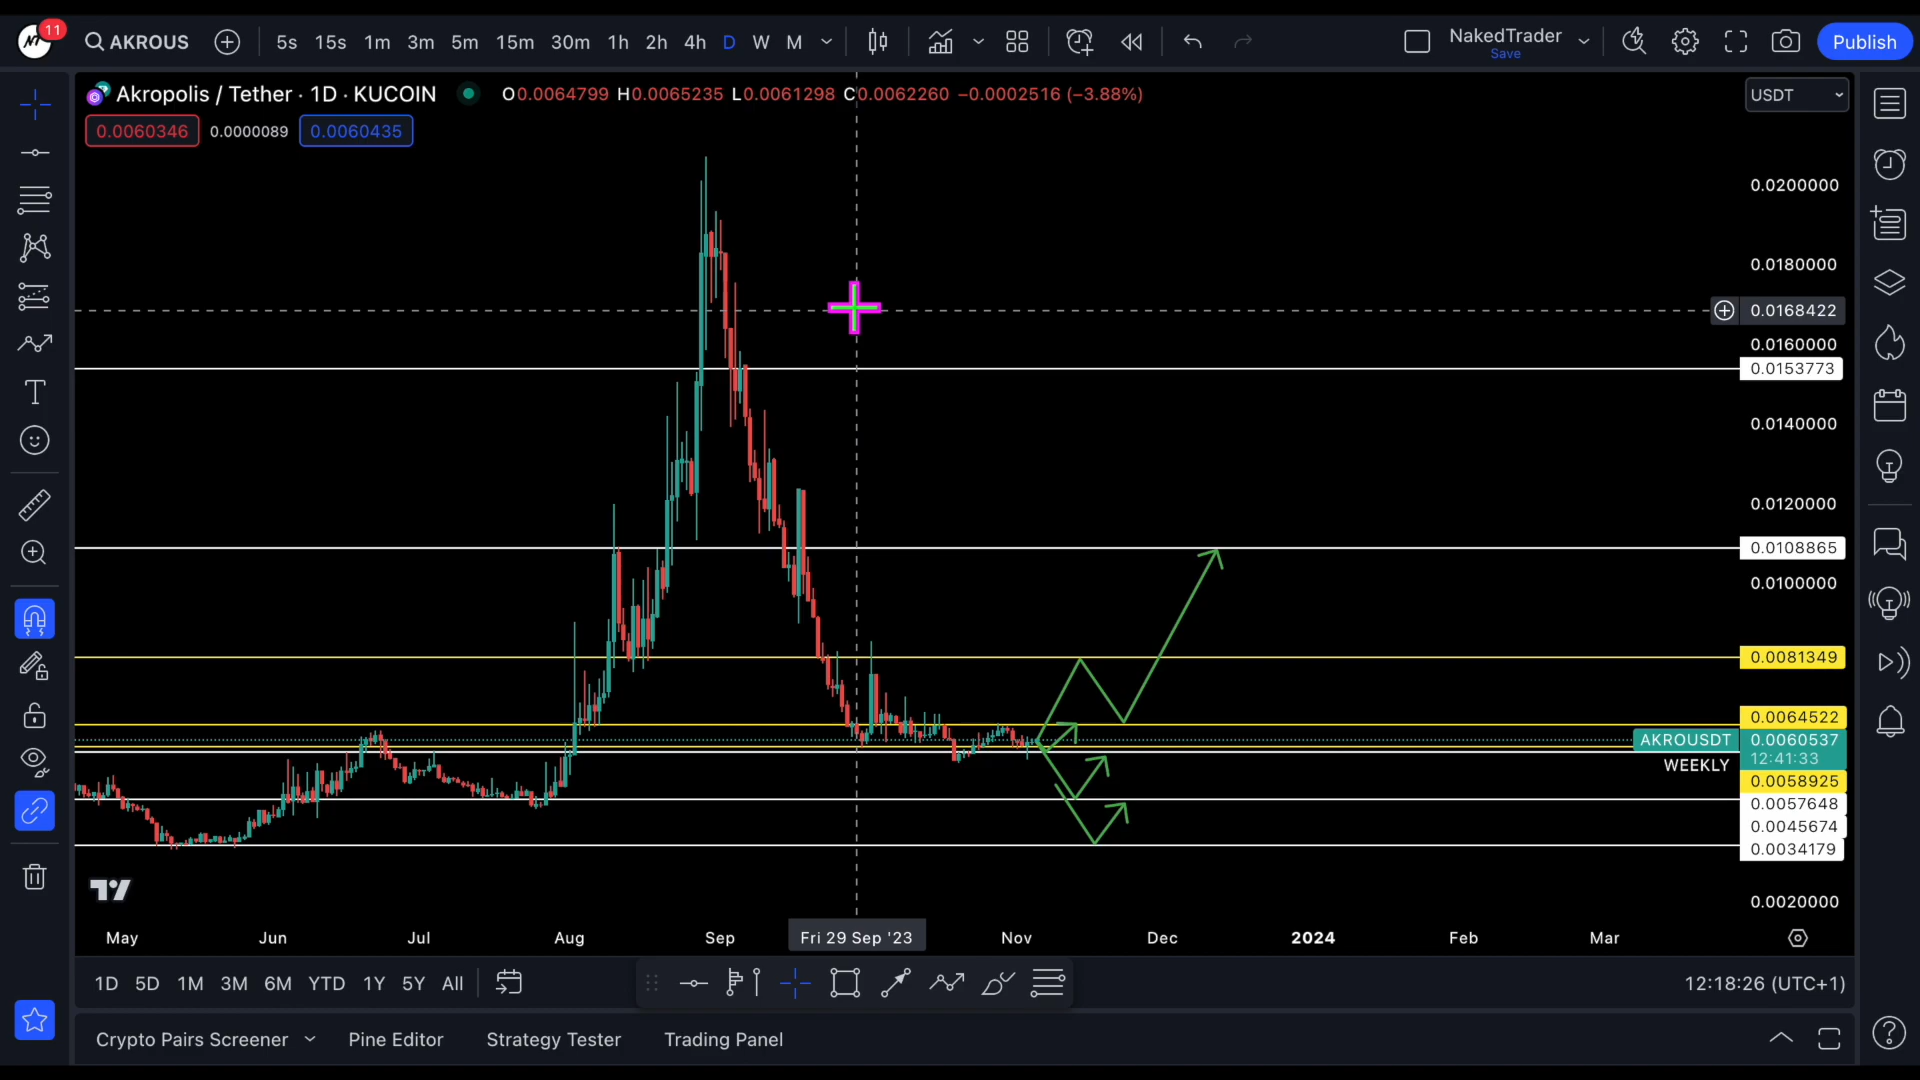 11
AKROUS 5s 15s 1m 3m 5m 15m 30m 1h 2h 4h D W M NakedTrader Publish
Save
Akropolis / Tether · 1D · KUCOIN O0.0064799 H0.0065235 L0.0061298 C0.0062260 −0.0002516 (−3.88%) USDT
0.0060346 0.0000089 0.0060435
0.0200000
0.0180000
0.0168422
0.0160000
0.0153773
0.0140000
0.0120000
0.0108865
0.0100000
0.0081349
0.0064522
AKROUSDT 0.0060537
12:41:33
WEEKLY
0.0058925
0.0057648
0.0045674
0.0034179
0.0020000
May Jun Jul Aug Sep Fri 29 Sep '23 Nov Dec 2024 Feb Mar
1D 5D 1M 3M 6M YTD 1Y 5Y All 12:18:26 (UTC+1)
Crypto Pairs Screener Pine Editor Strategy Tester Trading Panel